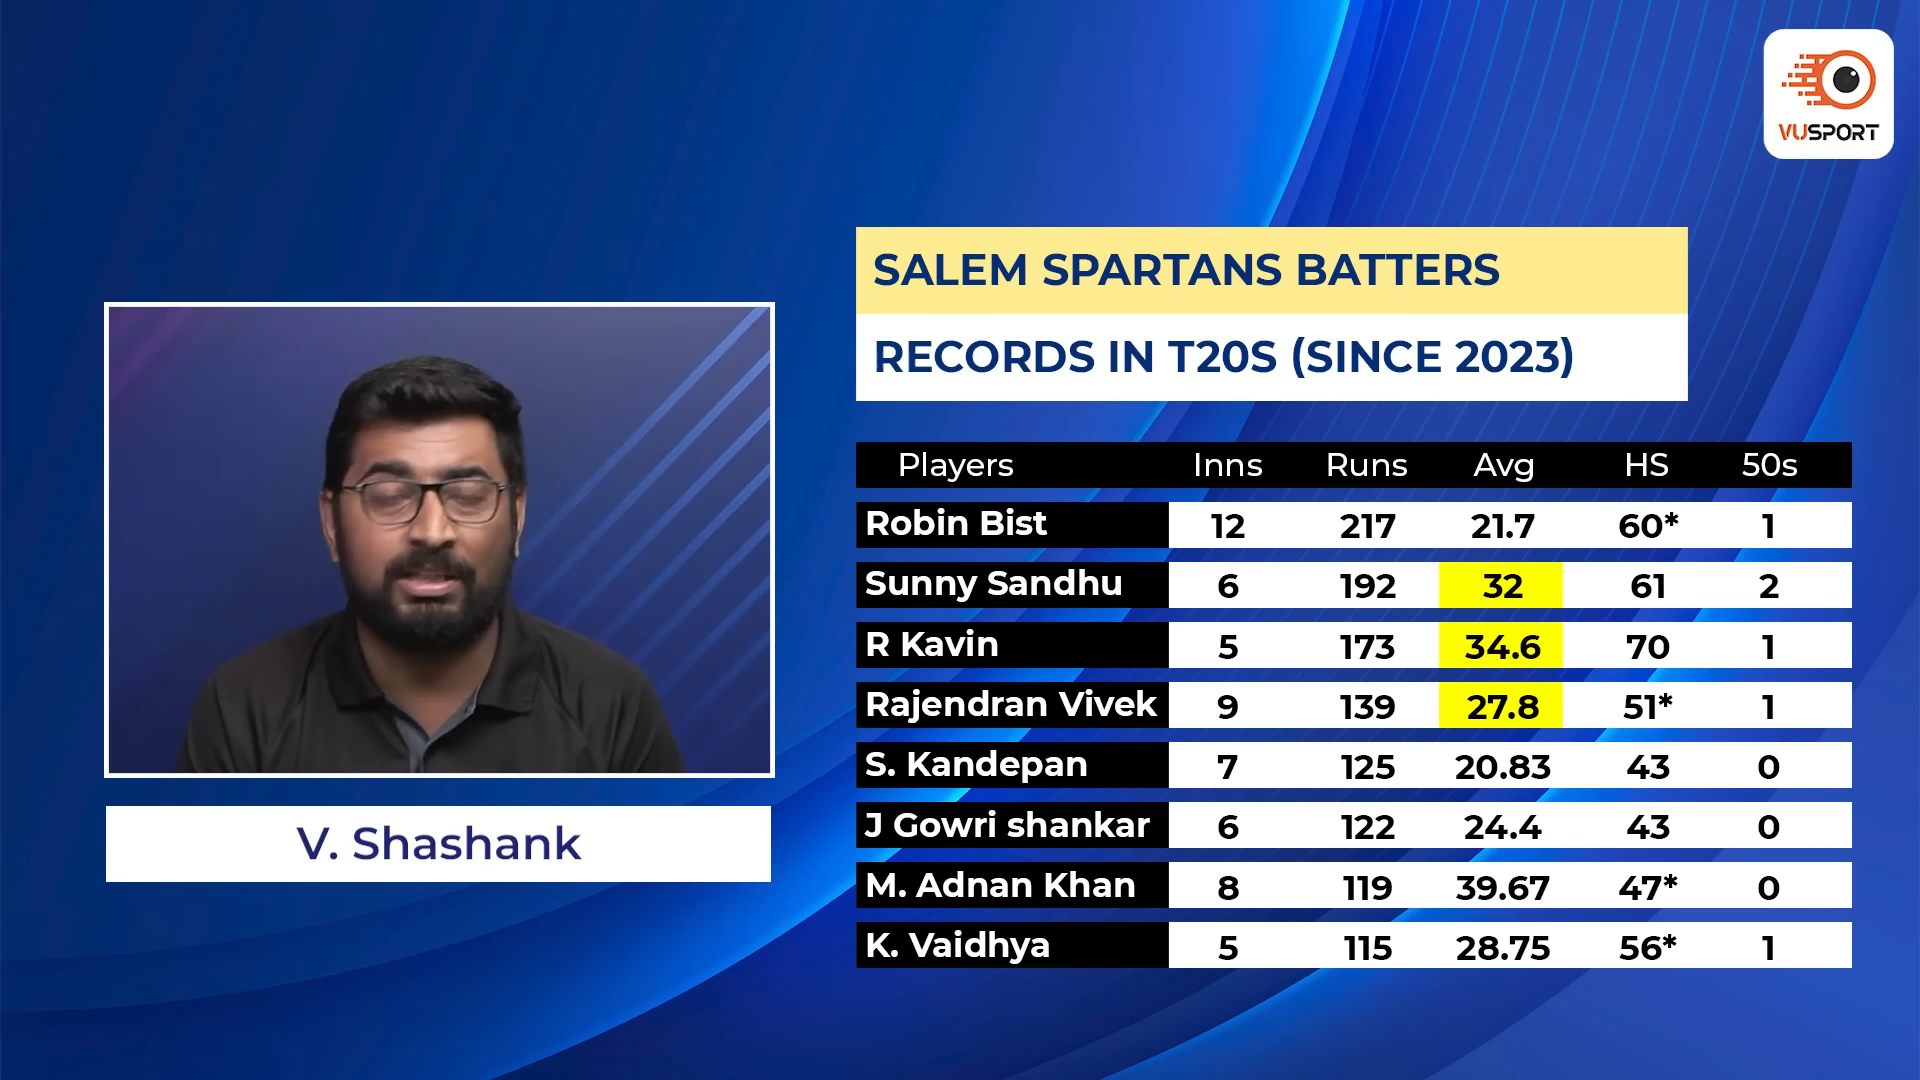 VUSPORT
SALEM SPARTANS BATTERS
RECORDS IN T20S (SINCE 2023)
Players Inns Runs Avg HS 50s
Robin Bist 12 217 21.7 60* 1
Sunny Sandhu 6 192 32 61 2
R Kavin 5 173 34.6 70 1
Rajendran Vivek 9 139 27.8 51* 1
S. Kandepan 7 125 20.83 43 0
J Gowri shankar 6 122 24.4 43 0
M. Adnan Khan 8 119 39.67 47* 0
K. Vaidhya 5 115 28.75 56* 1
V. Shashank